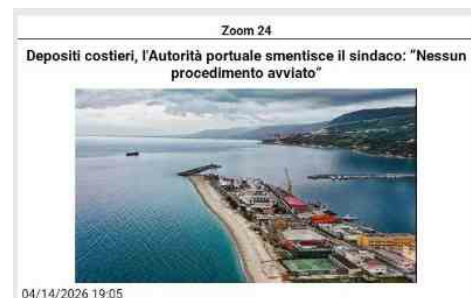 Zoom 24
Depositi costieri, l'Autorità portuale smentisce il sindaco: “Nessun
procedimento avviato”
04/14/2026 19:05